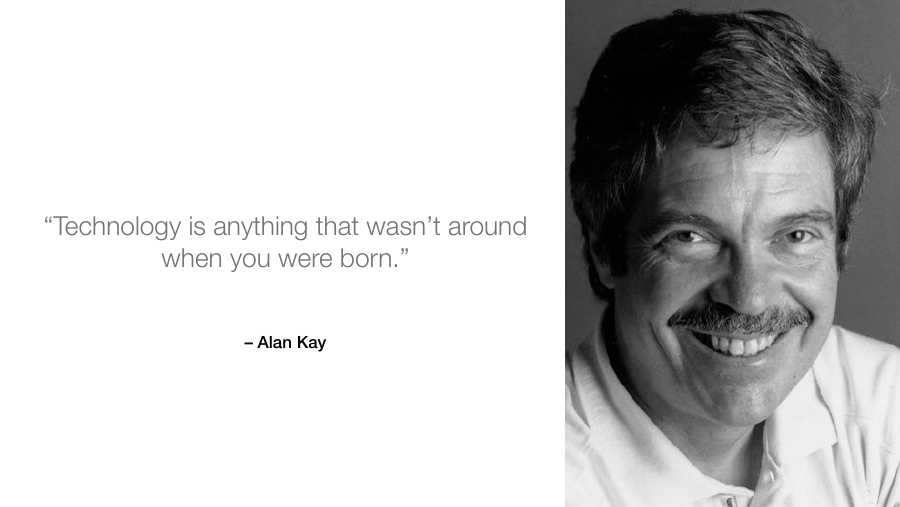 “Technology is anything that wasn’t around
when you were born.”
– Alan Kay